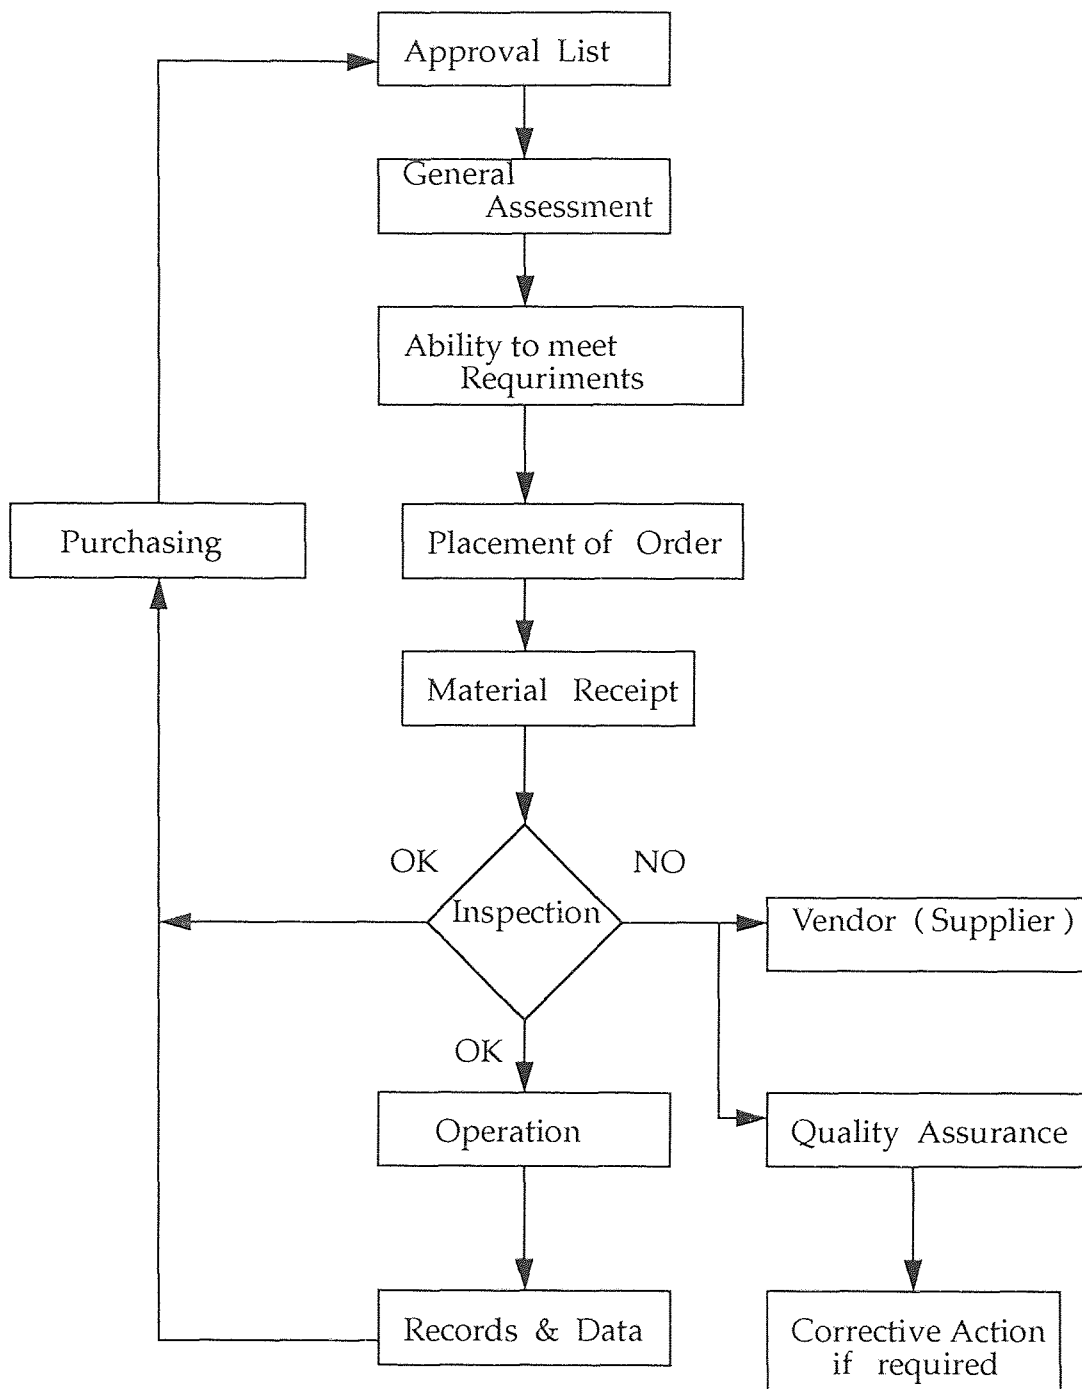 Approval List
General
Assessment
Ability to meet
Requriments
Purchasing
Placement of Order
Material Receipt
OK
NO
Inspection
Vendor ( Supplier )
OK
Operation
Quality Assurance
Records & Data
Corrective Action
if required